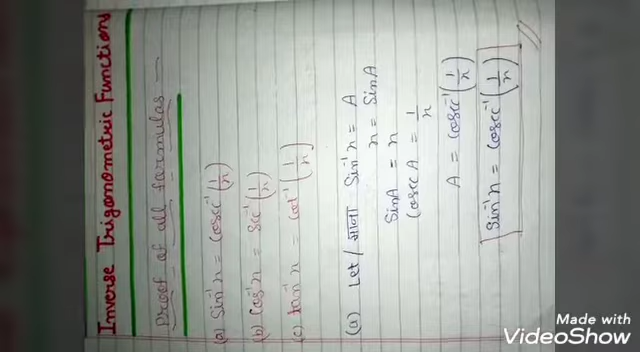 Inverse Trigonometric Functions
Proof of all farmulas —
(a) Sin⁻¹x = Cosec⁻¹(1/x)
(b) Cos⁻¹x = Sec⁻¹(1/x)
(c) tan⁻¹x = Cot⁻¹(1/x)
(a) Let / माना Sin⁻¹x = A
x = SinA
SinA = x
CosecA = 1/x
A = Cosec⁻¹(1/x)
Sin⁻¹x = Cosec⁻¹(1/x)
Made with
VideoShow